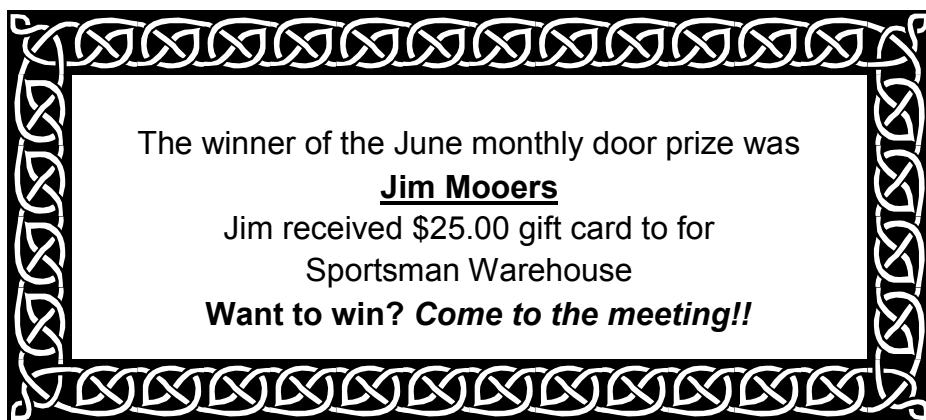 The winner of the June monthly door prize was
Jim Mooers
Jim received $25.00 gift card to for
Sportsman Warehouse
Want to win? Come to the meeting!!